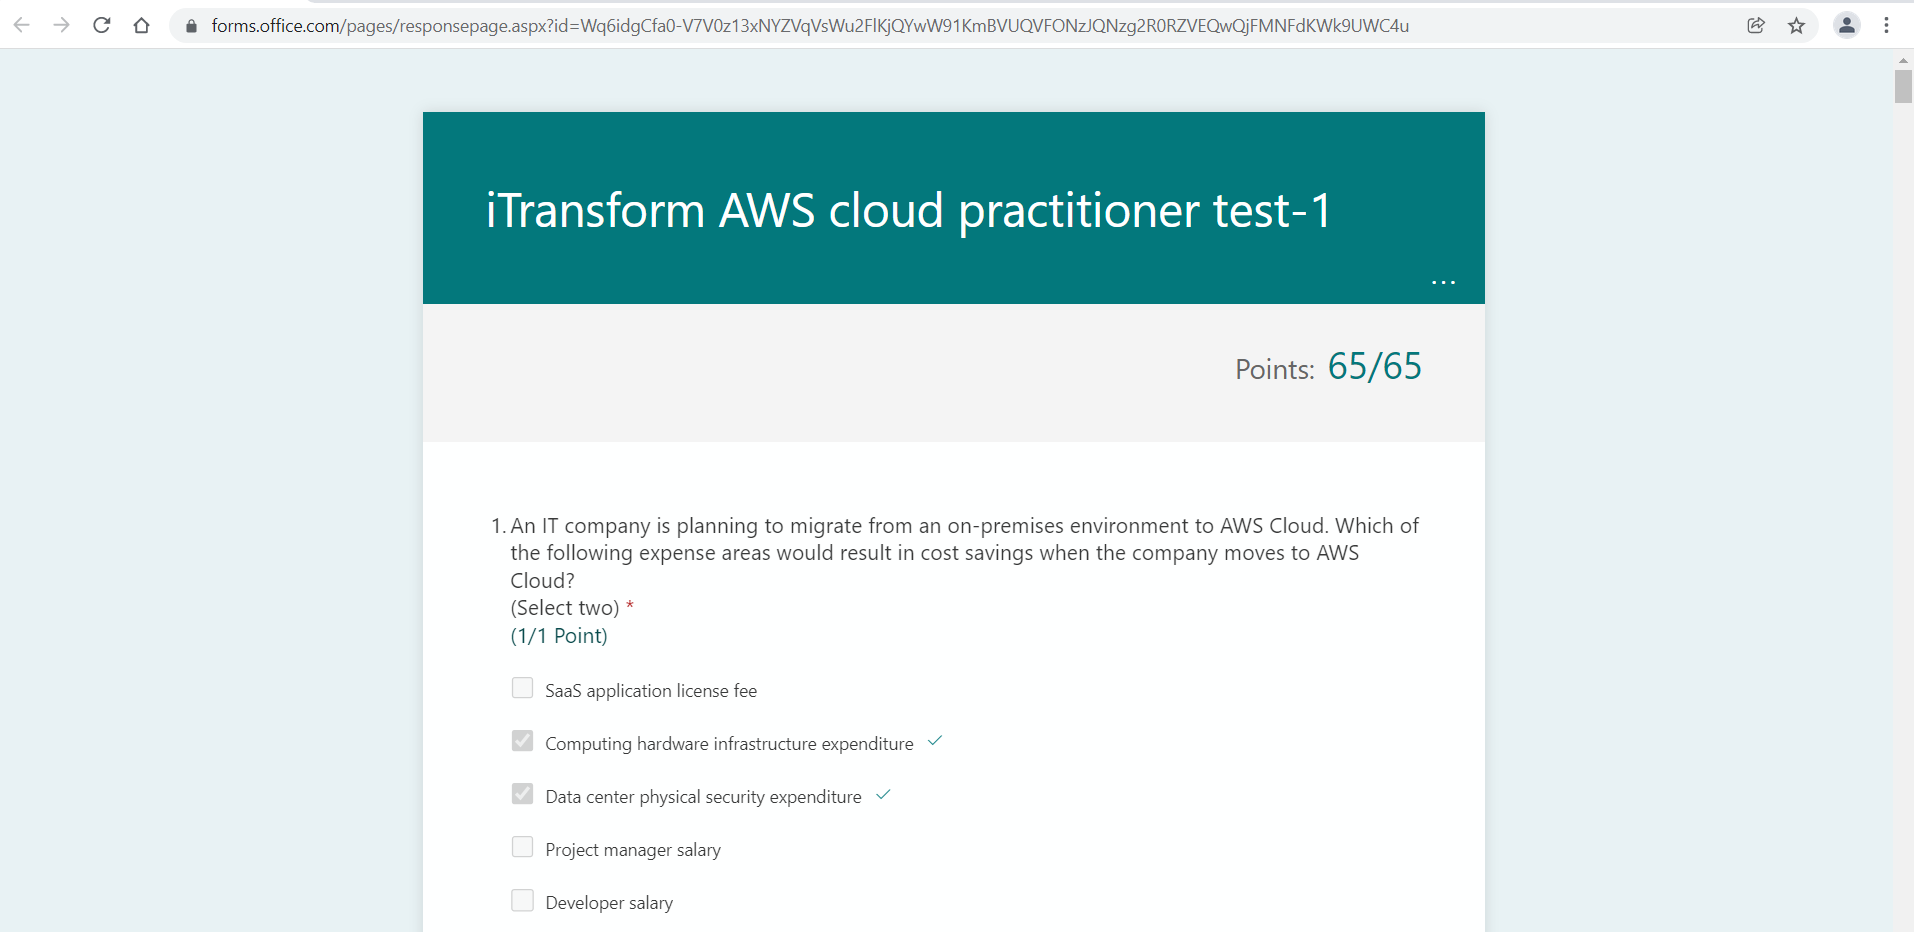 forms.office.com/pages/responsepage.aspx?id=Wq6idgCfa0-V7V0z13xNYZVqVsWu2FlKjQYwW91KmBVUQVFONzJQNzg2R0RZVEQwQjFMNFdKWk9UWC4u
iTransform AWS cloud practitioner test-1
...
Points: 65/65
1. An IT company is planning to migrate from an on-premises environment to AWS Cloud. Which of
the following expense areas would result in cost savings when the company moves to AWS
Cloud?
(Select two) *
(1/1 Point)
SaaS application license fee
Computing hardware infrastructure expenditure
Data center physical security expenditure
Project manager salary
Developer salary